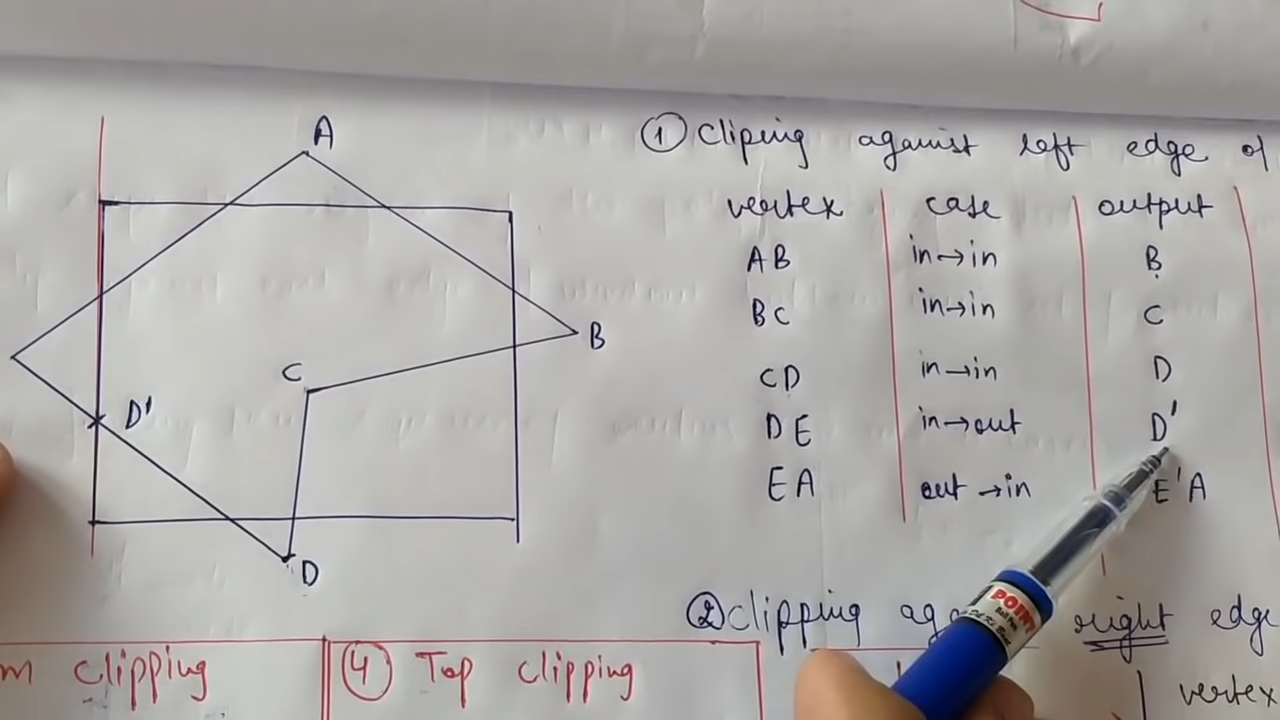 A
B
C
D'
D
① Cliping against left edge of
vertex case output
AB in→in B
BC in→in C
CD in→in D
DE in→out D'
EA out→in E'A
② Clipping right edge
vertex
clipping
④ Top clipping
POINT